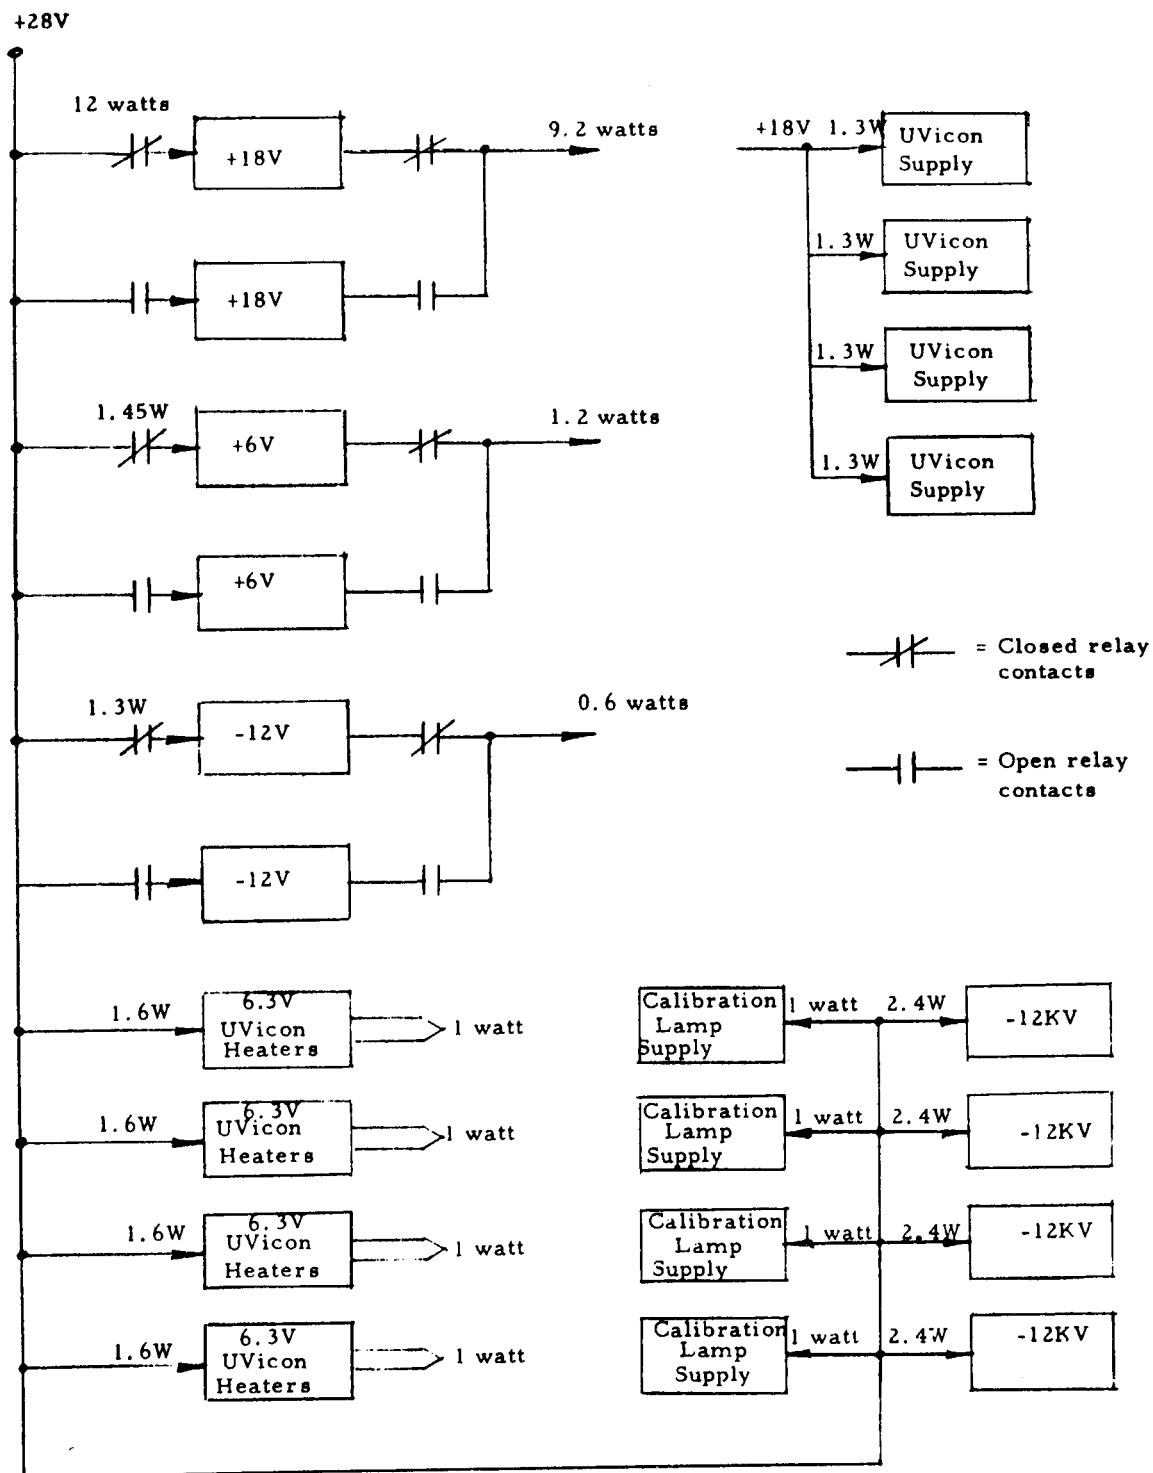 +28V
12 watts
+18V
9.2 watts
+18V 1.3W
UVicon
Supply
+18V
1.3W
UVicon
Supply
1.3W
UVicon
Supply
1.45W
+6V
1.2 watts
1.3W
UVicon
Supply
+6V
= Closed relay
contacts
1.3W
-12V
0.6 watts
= Open relay
contacts
-12V
1.6W
6.3V
UVicon
Heaters
1 watt
Calibration
Lamp
Supply
1 watt
2.4W
-12KV
1.6W
6.3V
UVicon
Heaters
1 watt
Calibration
Lamp
Supply
1 watt
2.4W
-12KV
1.6W
6.3V
UVicon
Heaters
1 watt
Calibration
Lamp
Supply
1 watt
2.4W
-12KV
1.6W
6.3V
UVicon
Heaters
1 watt
Calibration
Lamp
Supply
1 watt
2.4W
-12KV